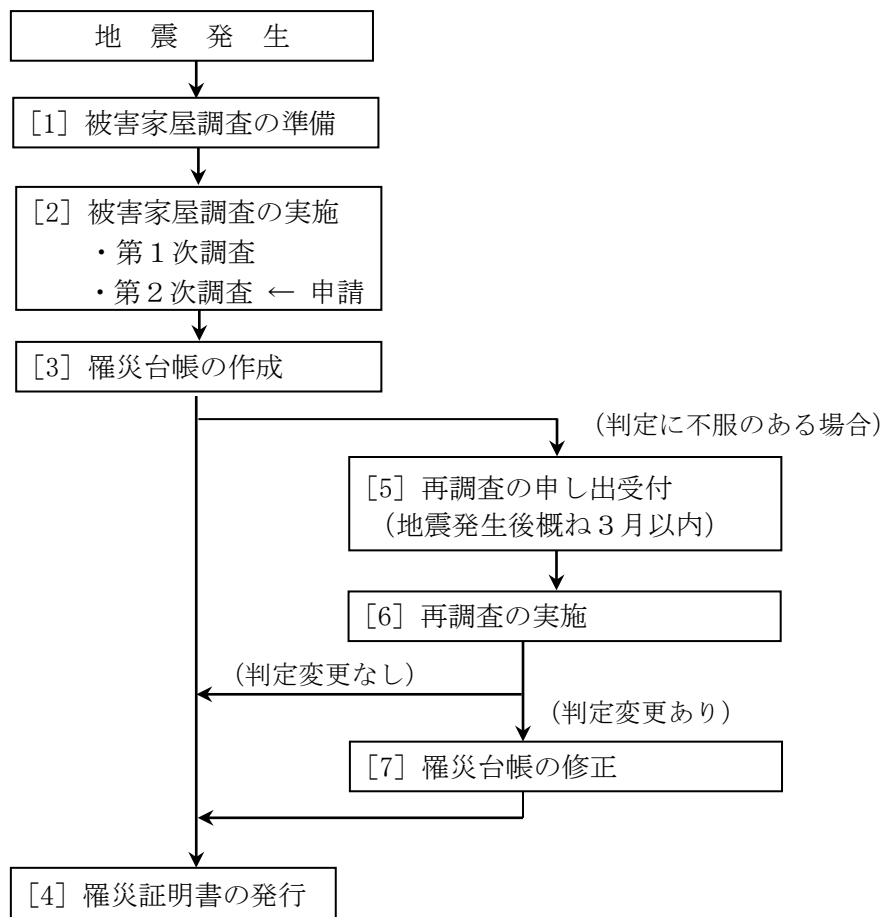 地 震 発 生
[1] 被害家屋調査の準備
[2] 被害家屋調査の実施
・第1次調査
・第2次調査 ← 申請
[3] 罹災台帳の作成
(判定に不服のある場合)
[5] 再調査の申し出受付
(地震発生後概ね3月以内)
[6] 再調査の実施
(判定変更なし)
(判定変更あり)
[7] 罹災台帳の修正
[4] 罹災証明書の発行